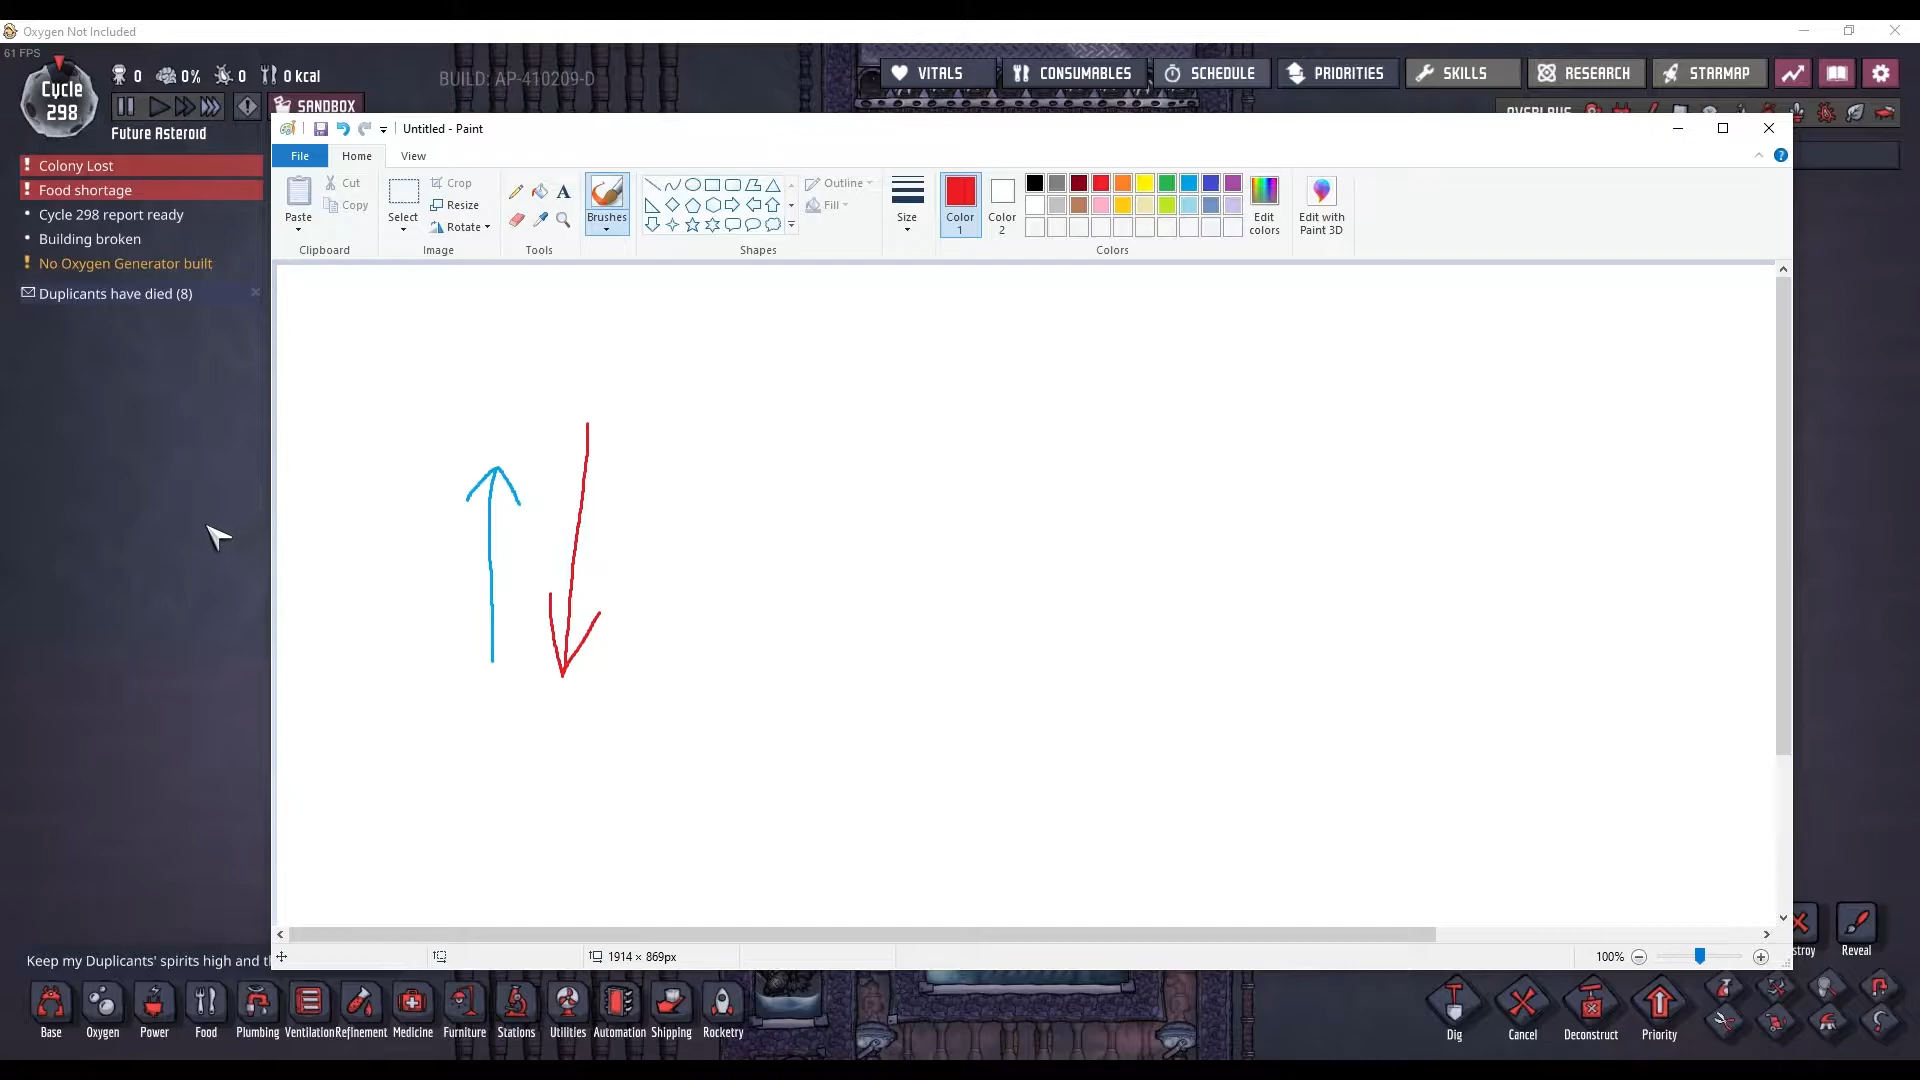 Oxygen Not Included
61 FPS
Cycle
298
0 0% 0 0 kcal
BUILD: AP-410209-D
VITALS CONSUMABLES SCHEDULE PRIORITIES SKILLS RESEARCH STARMAP
SANDBOX
OVERLAYS
Future Asteroid
Colony Lost
Food shortage
Cycle 298 report ready
Building broken
No Oxygen Generator built
Duplicants have died (8)
Untitled - Paint
File Home View
Paste
Cut
Copy
Clipboard
Select
Crop
Resize
Rotate
Image
A
Tools
Brushes
Outline
Fill
Shapes
Size
Color
1
Color
2
Edit
colors
Colors
Edit with
Paint 3D
1914 × 869px
100%
Keep my Duplicants' spirits high and t
stroy Reveal
Base Oxygen Power Food Plumbing Ventilation Refinement Medicine Furniture Stations Utilities Automation Shipping Rocketry
Dig Cancel Deconstruct Priority